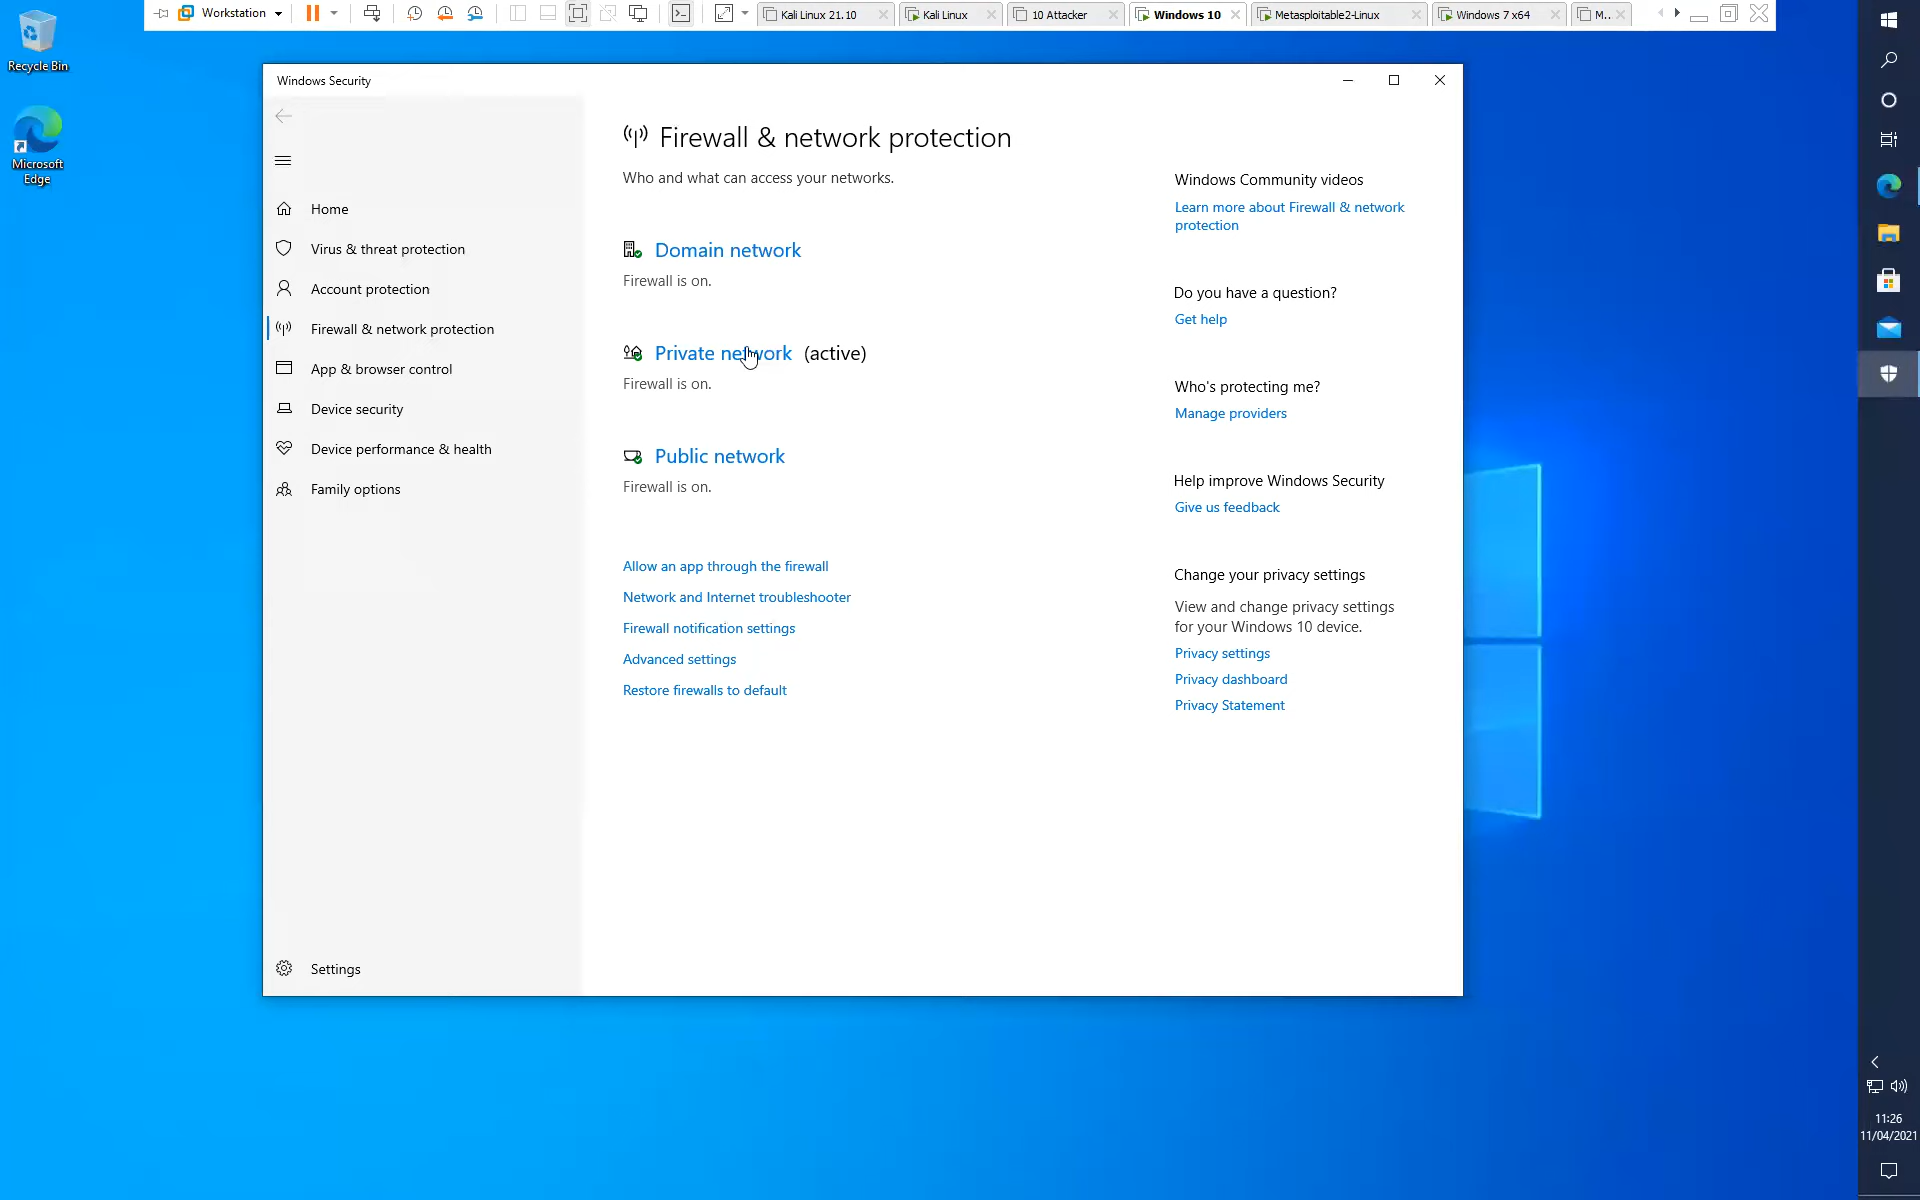 Workstation
Kali Linux 21.10
Kali Linux
10 Attacker
Windows 10
Metasploitable2-Linux
Windows 7 x64
M...
Recycle Bin
Microsoft
Edge
Windows Security
Home
Virus & threat protection
Account protection
Firewall & network protection
App & browser control
Device security
Device performance & health
Family options
Settings
Firewall & network protection
Who and what can access your networks.
Domain network
Firewall is on.
Private network (active)
Firewall is on.
Public network
Firewall is on.
Allow an app through the firewall
Network and Internet troubleshooter
Firewall notification settings
Advanced settings
Restore firewalls to default
Windows Community videos
Learn more about Firewall & network
protection
Do you have a question?
Get help
Who's protecting me?
Manage providers
Help improve Windows Security
Give us feedback
Change your privacy settings
View and change privacy settings
for your Windows 10 device.
Privacy settings
Privacy dashboard
Privacy Statement
11:26
11/04/2021